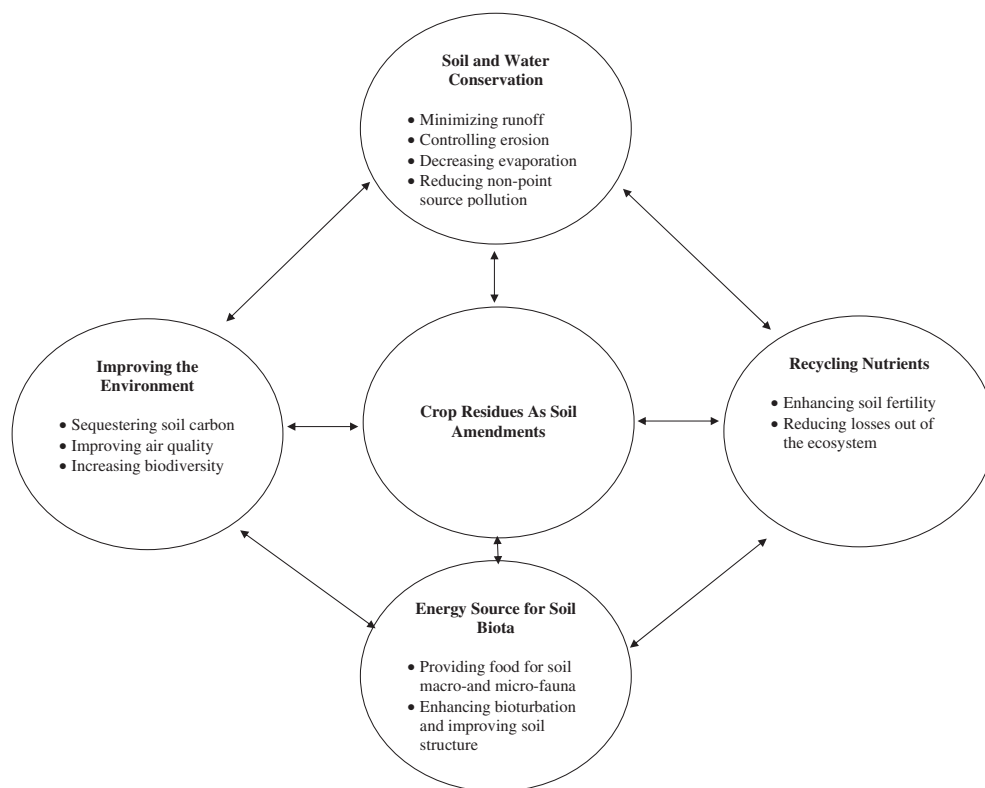 Soil and Water
Conservation
• Minimizing runoff
• Controlling erosion
• Decreasing evaporation
• Reducing non-point
source pollution
Improving the
Environment
• Sequestering soil carbon
• Improving air quality
• Increasing biodiversity
Crop Residues As Soil
Amendments
Recycling Nutrients
• Enhancing soil fertility
• Reducing losses out of
the ecosystem
Energy Source for Soil
Biota
• Providing food for soil
macro-and micro-fauna
• Enhancing bioturbation
and improving soil
structure